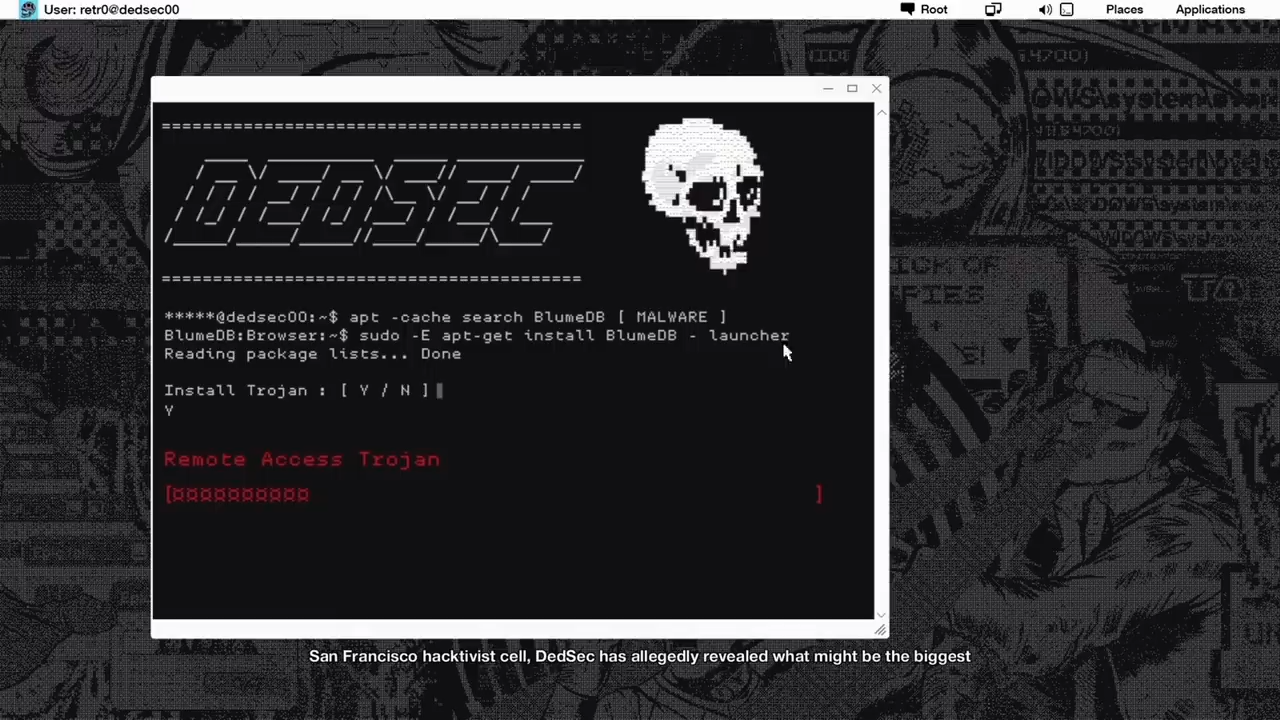 User: retr0@dedsec00
Root
Places
Applications
========================================
DEDSEC
========================================
*****@dedsec00:~$ apt -cache search BlumeDB [ MALWARE ]
BlumeDB:Browser:~$ sudo -E apt-get install BlumeDB - launcher
Reading package lists... Done
Install Trojan : [ Y / N ]
Y
Remote Access Trojan
[¤¤¤¤¤¤¤¤¤¤ ]
San Francisco hacktivist cell, DedSec has allegedly revealed what might be the biggest